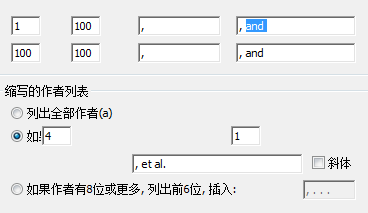 1 100 , , and
100 100 , , and
缩写的作者列表
列出全部作者(a)
如! 4 1
, et al. 斜体
如果作者有8位或更多, 列出前6位, 插入: , . . .